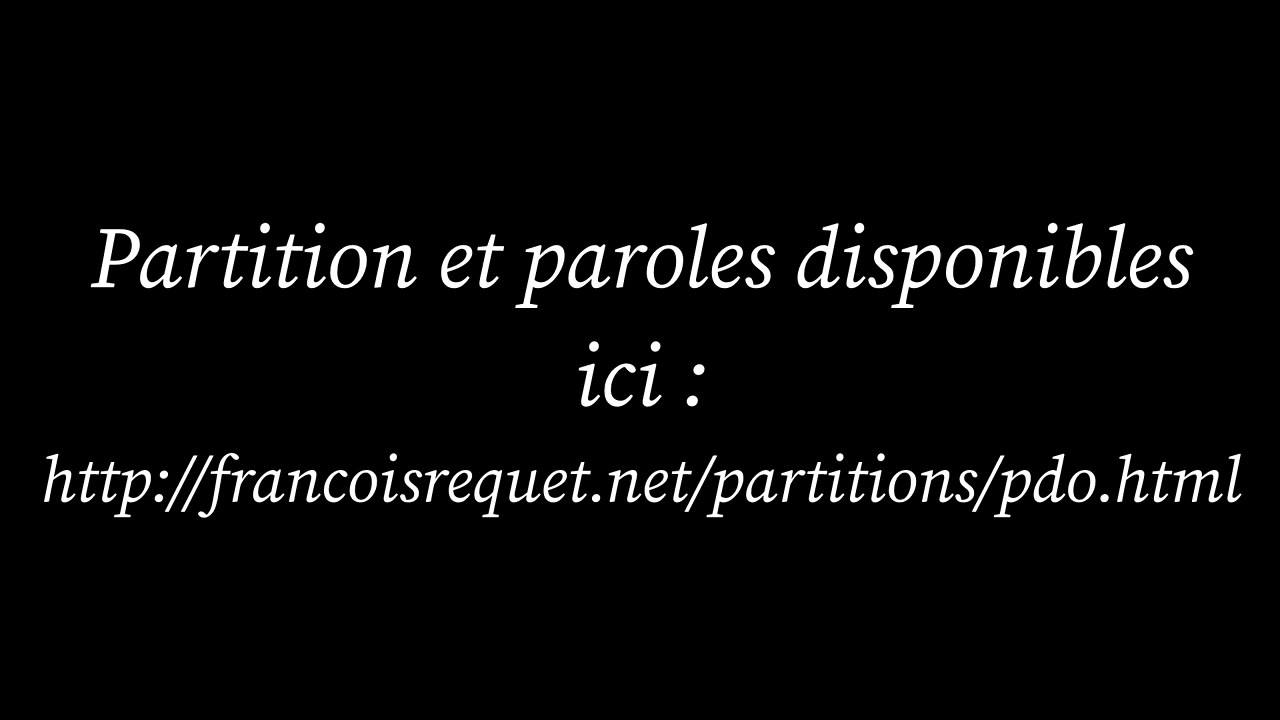 Partition et paroles disponibles
ici :
http://francoisrequet.net/partitions/pdo.html